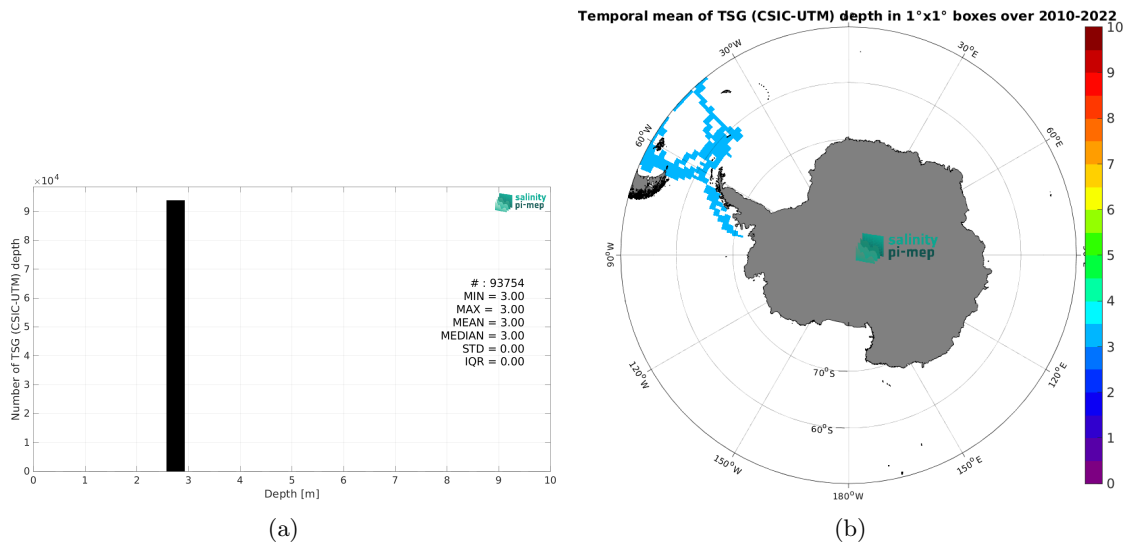 Temporal mean of TSG (CSIC-UTM) depth in 1°x1° boxes over 2010-2022
×10⁴
9
8
7
6
5
4
3
2
1
0
Number of TSG (CSIC-UTM) depth
0 1 2 3 4 5 6 7 8 9 10
Depth [m]
salinity
pi-mep
# : 93754
MIN = 3.00
MAX = 3.00
MEAN = 3.00
MEDIAN = 3.00
STD = 0.00
IQR = 0.00
(a)
30°W
30°E
60°W
60°E
90°W
salinity
pi-mep
120°W
70°S
120°E
60°S
150°W
150°E
180°W
10
9
8
7
6
5
4
3
2
1
0
(b)